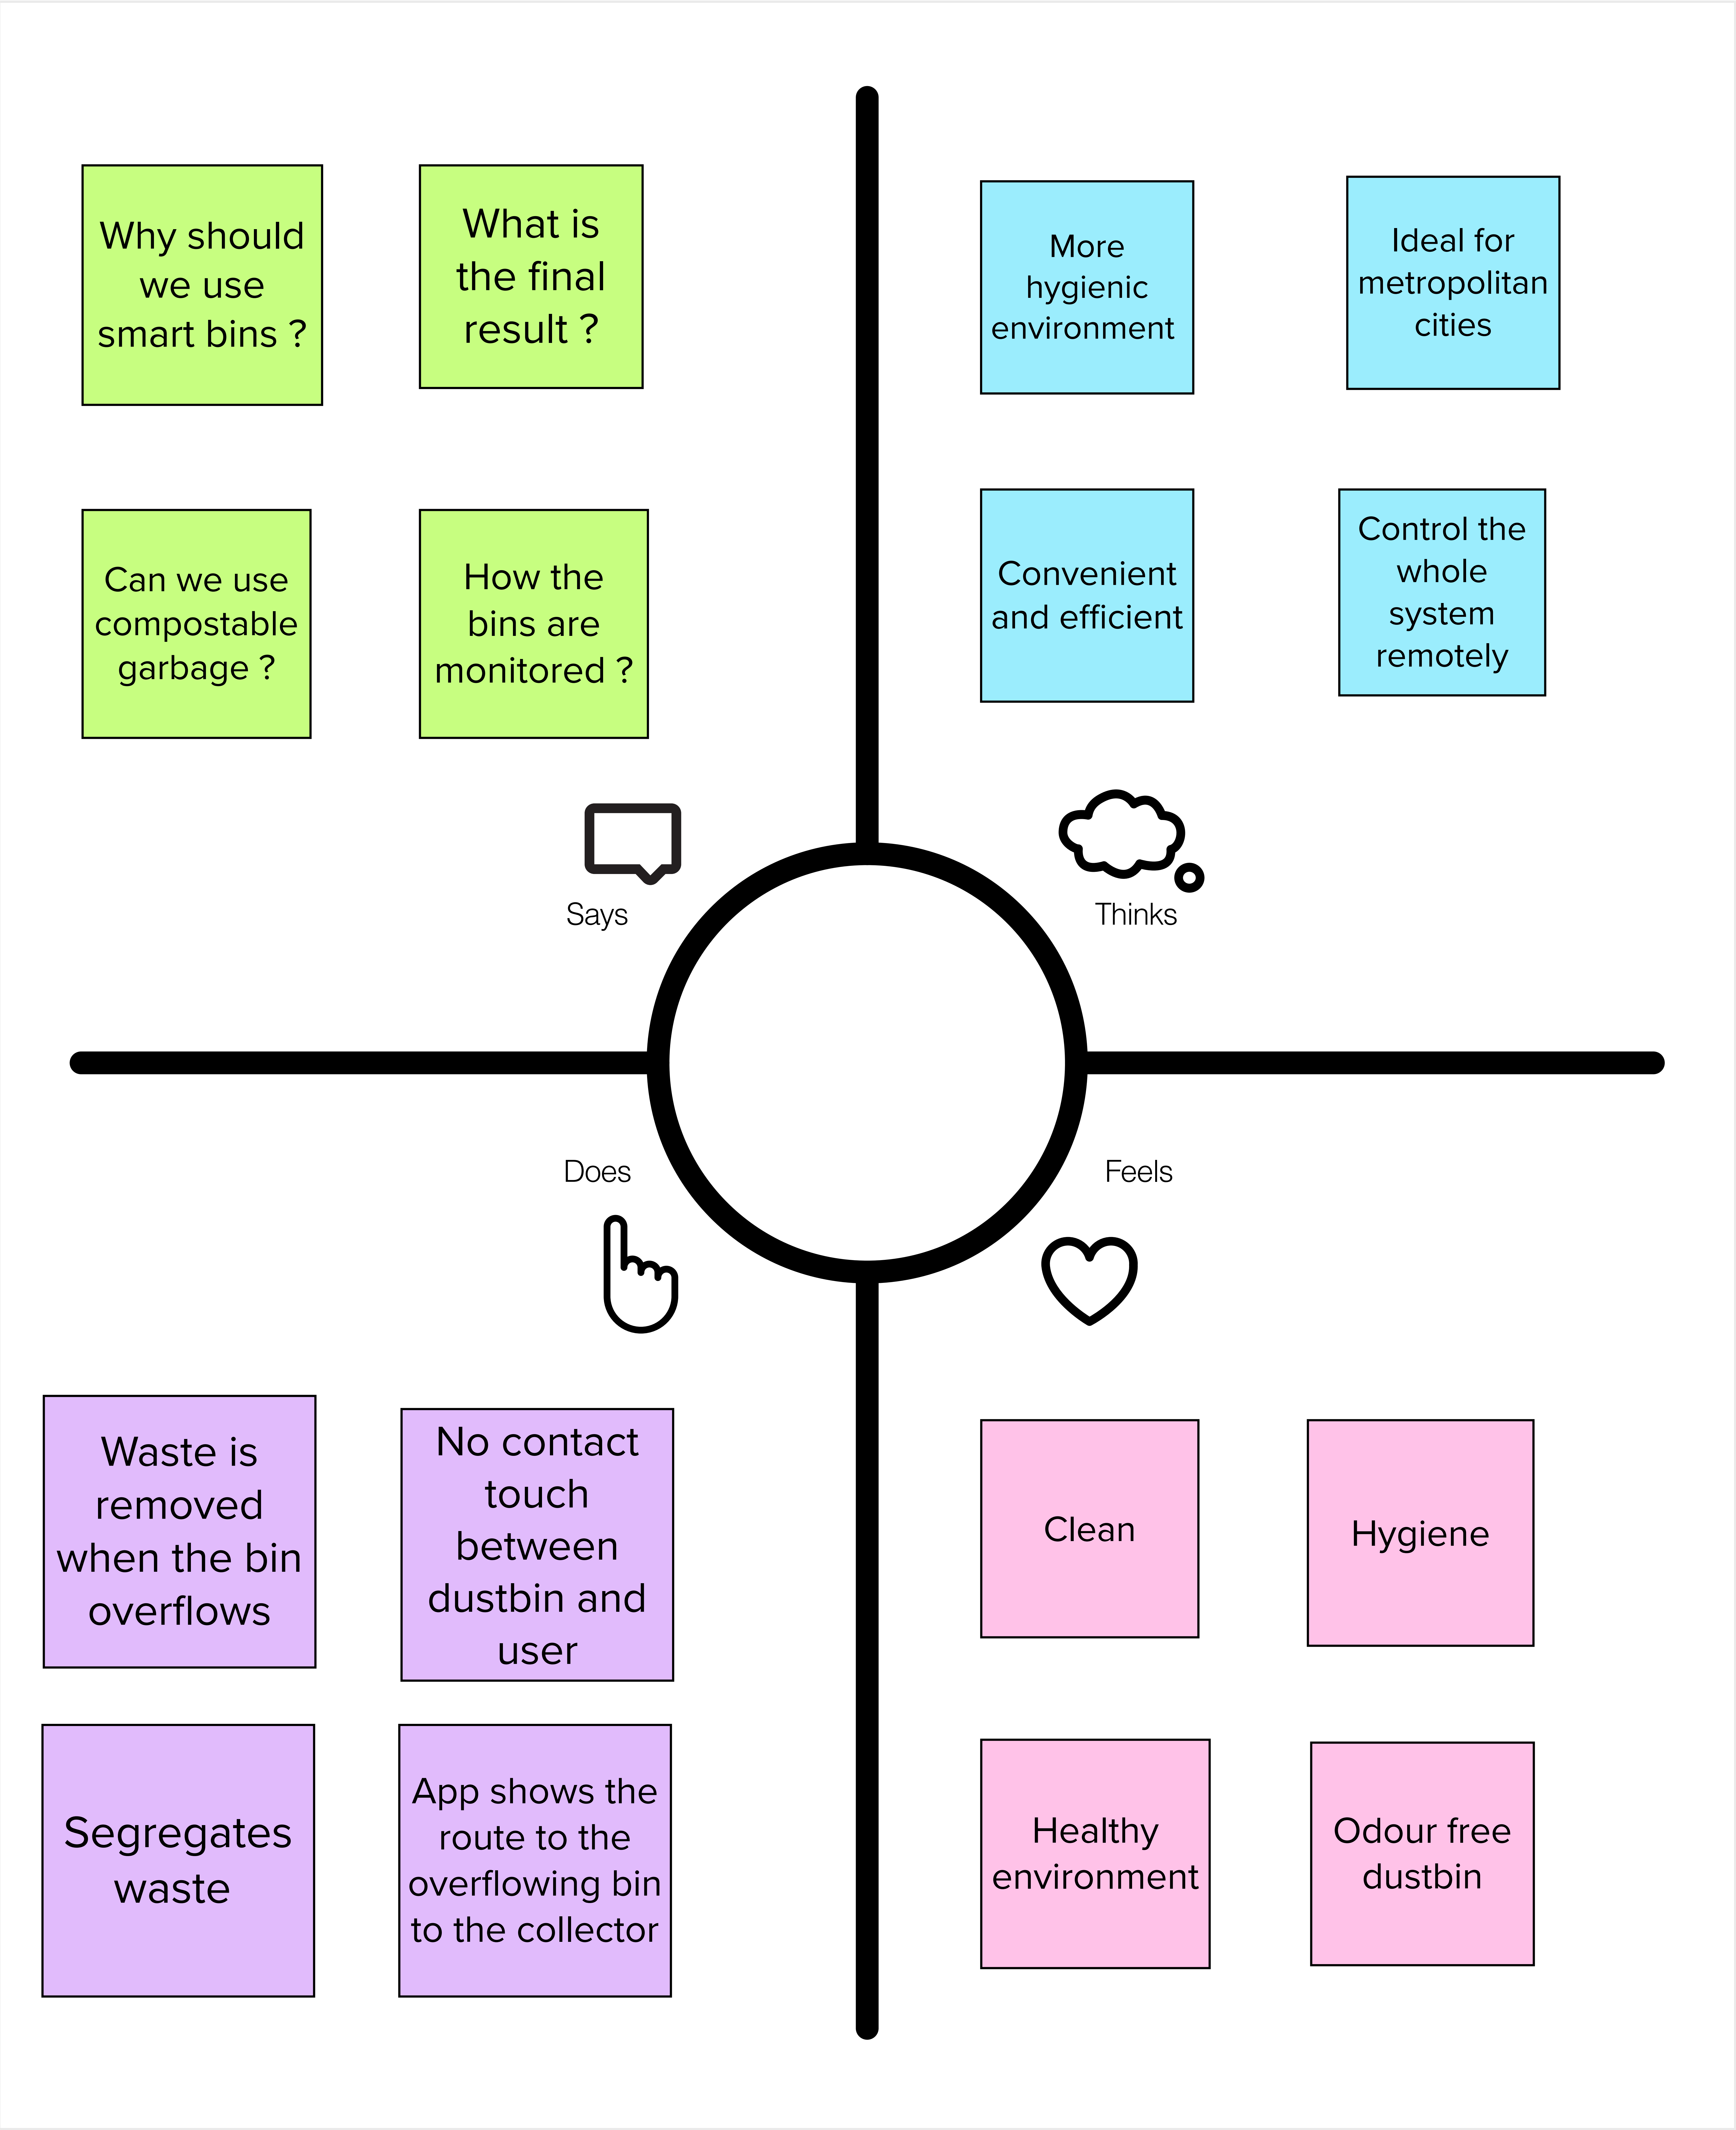 Why should
we use
smart bins ?
What is
the final
result ?
Can we use
compostable
garbage ?
How the
bins are
monitored ?
Says
More
hygienic
environment
Ideal for
metropolitan
cities
Convenient
and efficient
Control the
whole
system
remotely
Thinks
Does
Waste is
removed
when the bin
overflows
No contact
touch
between
dustbin and
user
Segregates
waste
App shows the
route to the
overflowing bin
to the collector
Feels
Clean
Hygiene
Healthy
environment
Odour free
dustbin